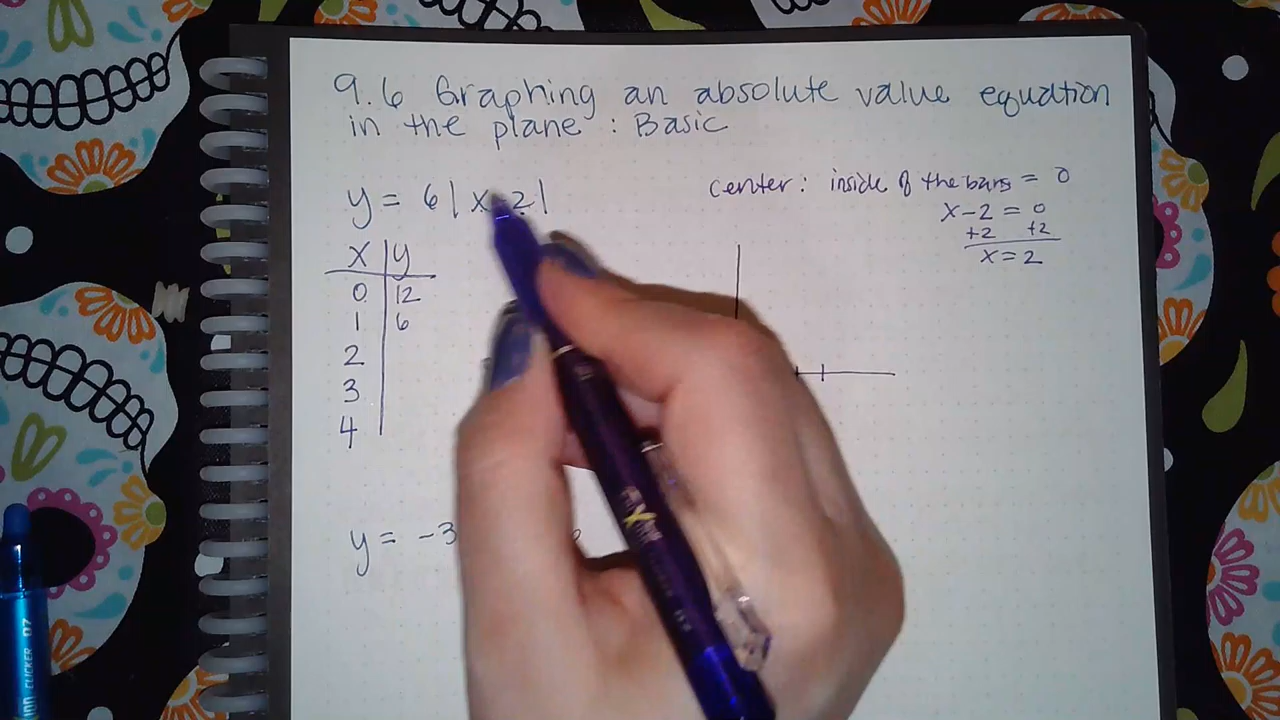 9.6 Graphing an absolute value equation
in the plane : Basic
y = 6|x-2|
center: inside of the bars = 0
x-2 = 0
+2 +2
x=2
x y
0 12
1 6
2
3
4
y = -3